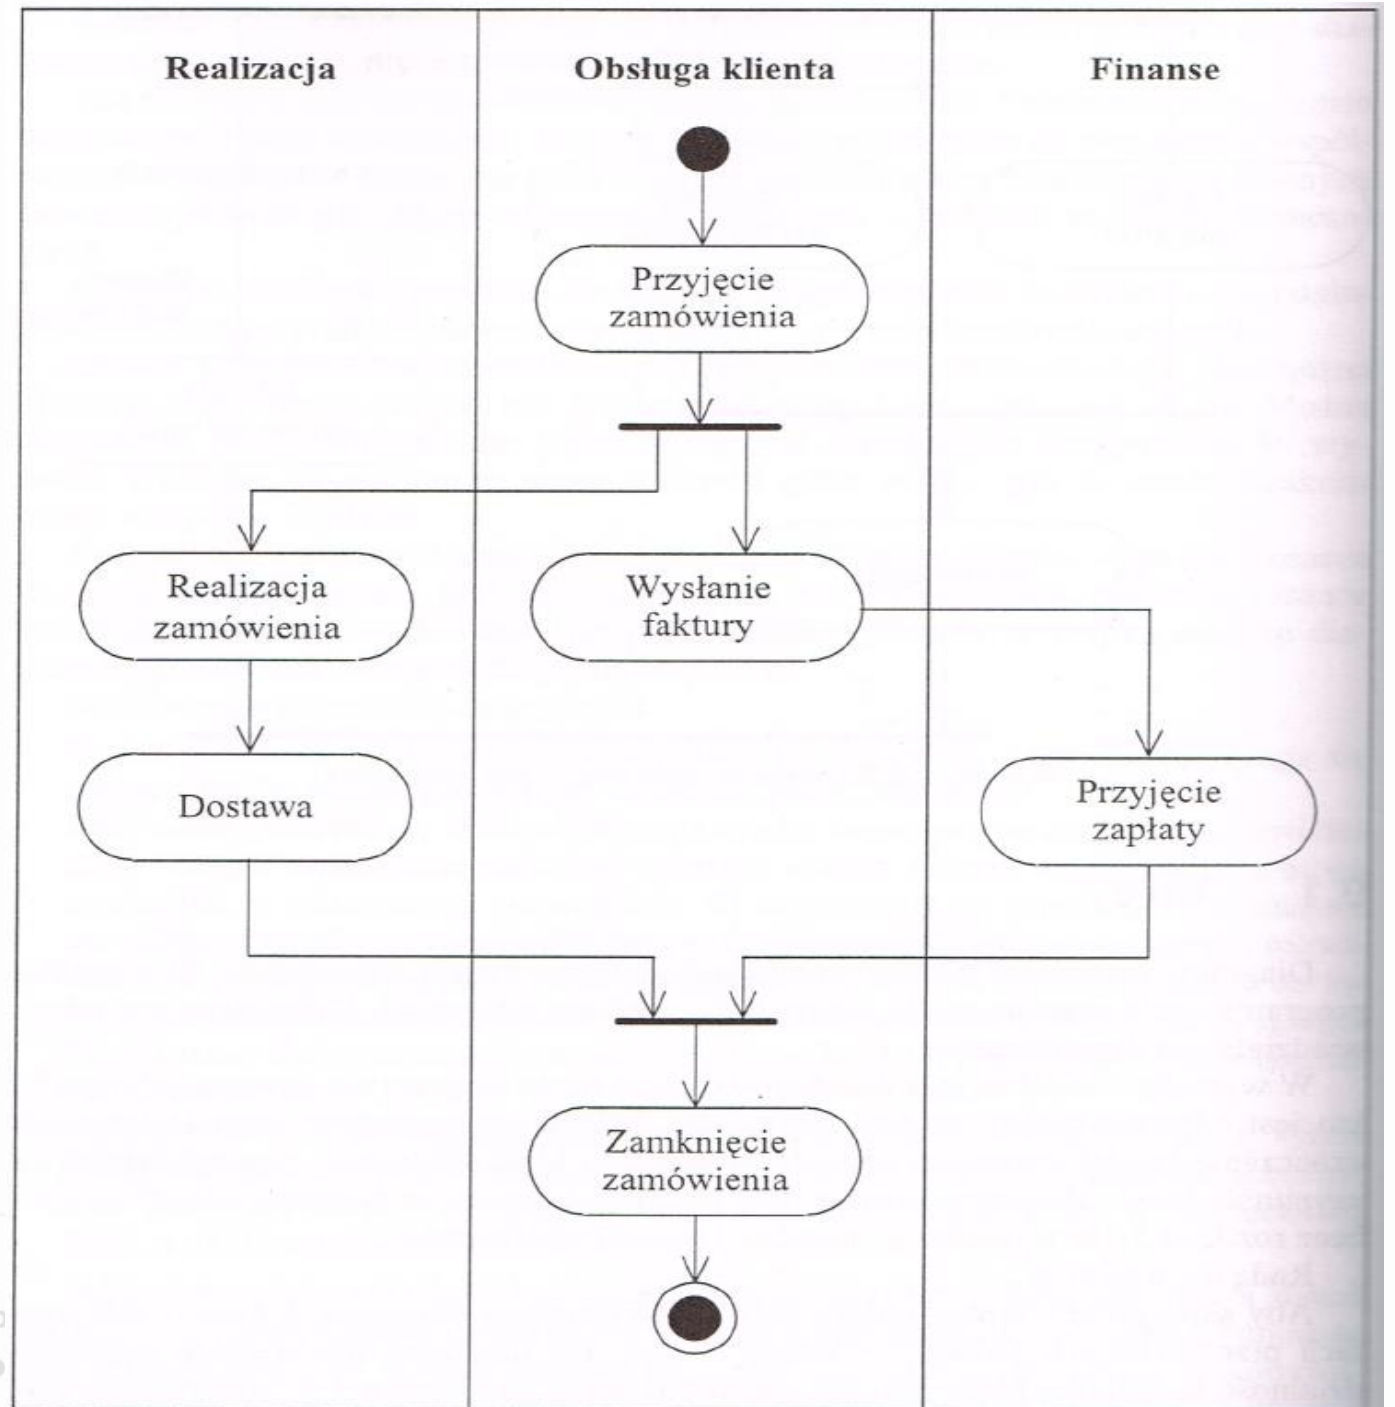 Realizacja
Obsługa klienta
Finanse
Przyjęcie
zamówienia
Realizacja
zamówienia
Wysłanie
faktury
Dostawa
Przyjęcie
zapłaty
Zamknięcie
zamówienia